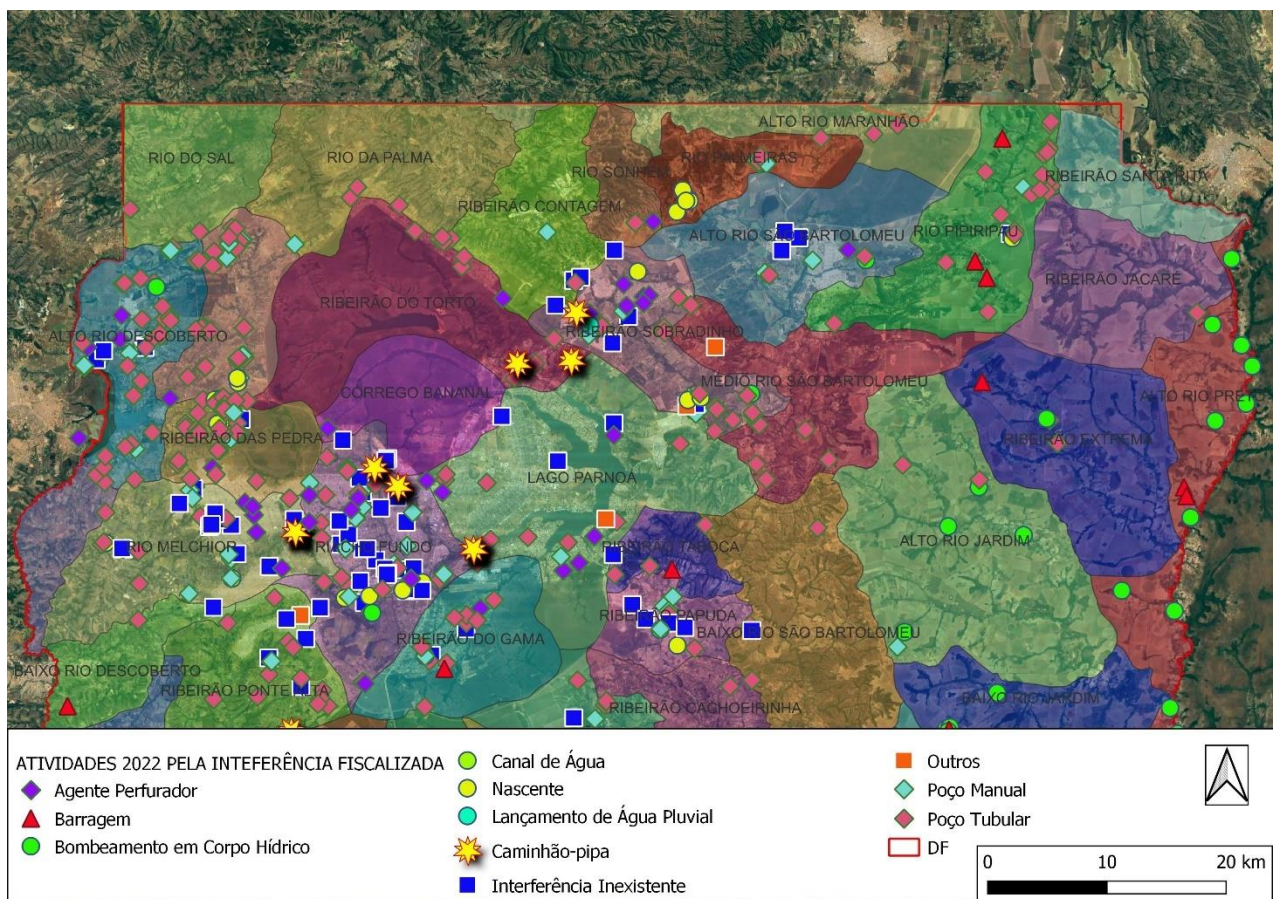 ALTO RIO MARANHÃO
RIO DO SAL
RIO DA PALMA
RIO PALMEIRAS
RIO SONHEM
RIBEIRÃO SANTA RITA
RIBEIRÃO CONTAGEM
ALTO RIO SÃO BARTOLOMEU
RIO PIPIRIPAU
RIBEIRÃO JACARÉ
RIBEIRÃO DO TORTO
ALTO RIO DESCOBERTO
RIBEIRÃO SOBRADINHO
CÓRREGO BANANAL
MÉDIO RIO SÃO BARTOLOMEU
ALTO RIO PRETO
RIBEIRÃO DAS PEDRA
RIBEIRÃO EXTREMA
LAGO PARNOÁ
RIO MELCHIOR
RIACHO FUNDO
RIBEIRÃO TABOCA
ALTO RIO JARDIM
RIBEIRÃO PAPUDA
RIBEIRÃO DO GAMA
BAIXO RIO SÃO BARTOLOMEU
BAIXO RIO DESCOBERTO
RIBEIRÃO PONTE ALTA
BAIXO RIO JARDIM
RIBEIRÃO CACHOEIRINHA
ATIVIDADES 2022 PELA INTEFERÊNCIA FISCALIZADA
Agente Perfurador
Barragem
Bombeamento em Corpo Hídrico
Canal de Água
Nascente
Lançamento de Água Pluvial
Caminhão-pipa
Interferência Inexistente
Outros
Poço Manual
Poço Tubular
DF
0 10 20 km